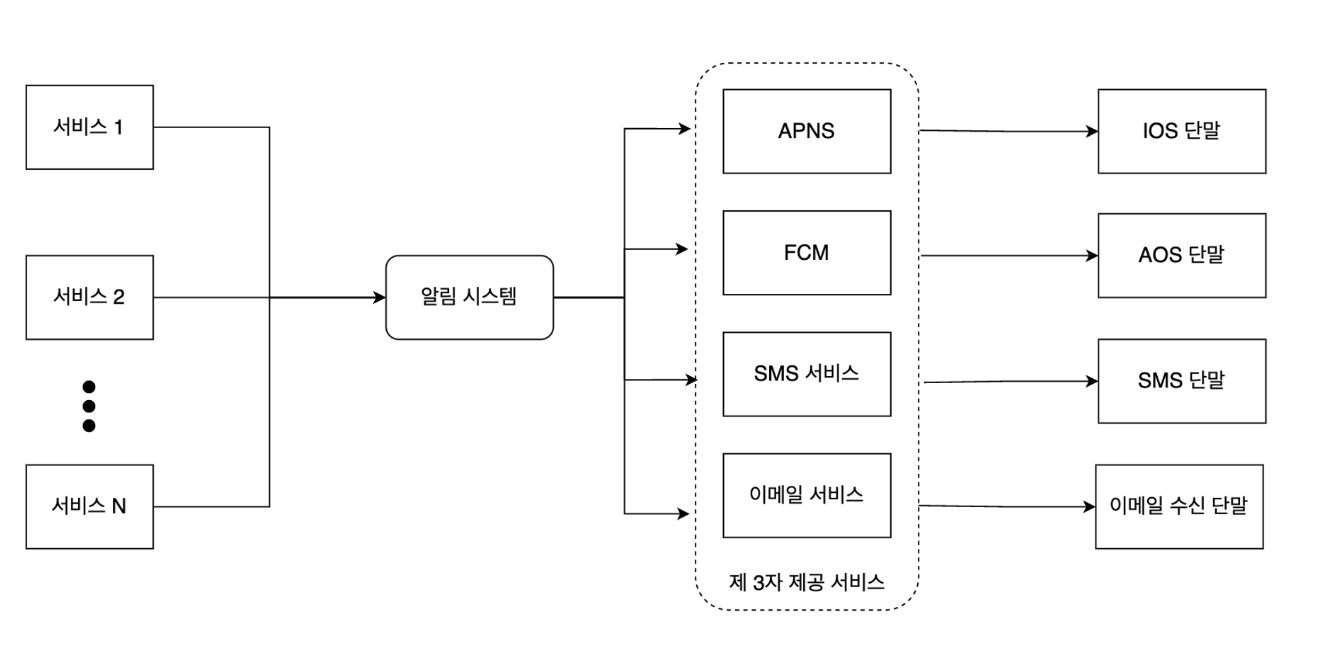 서비스 1
서비스 2
서비스 N
알림 시스템
APNS
FCM
SMS 서비스
이메일 서비스
제 3자 제공 서비스
IOS 단말
AOS 단말
SMS 단말
이메일 수신 단말